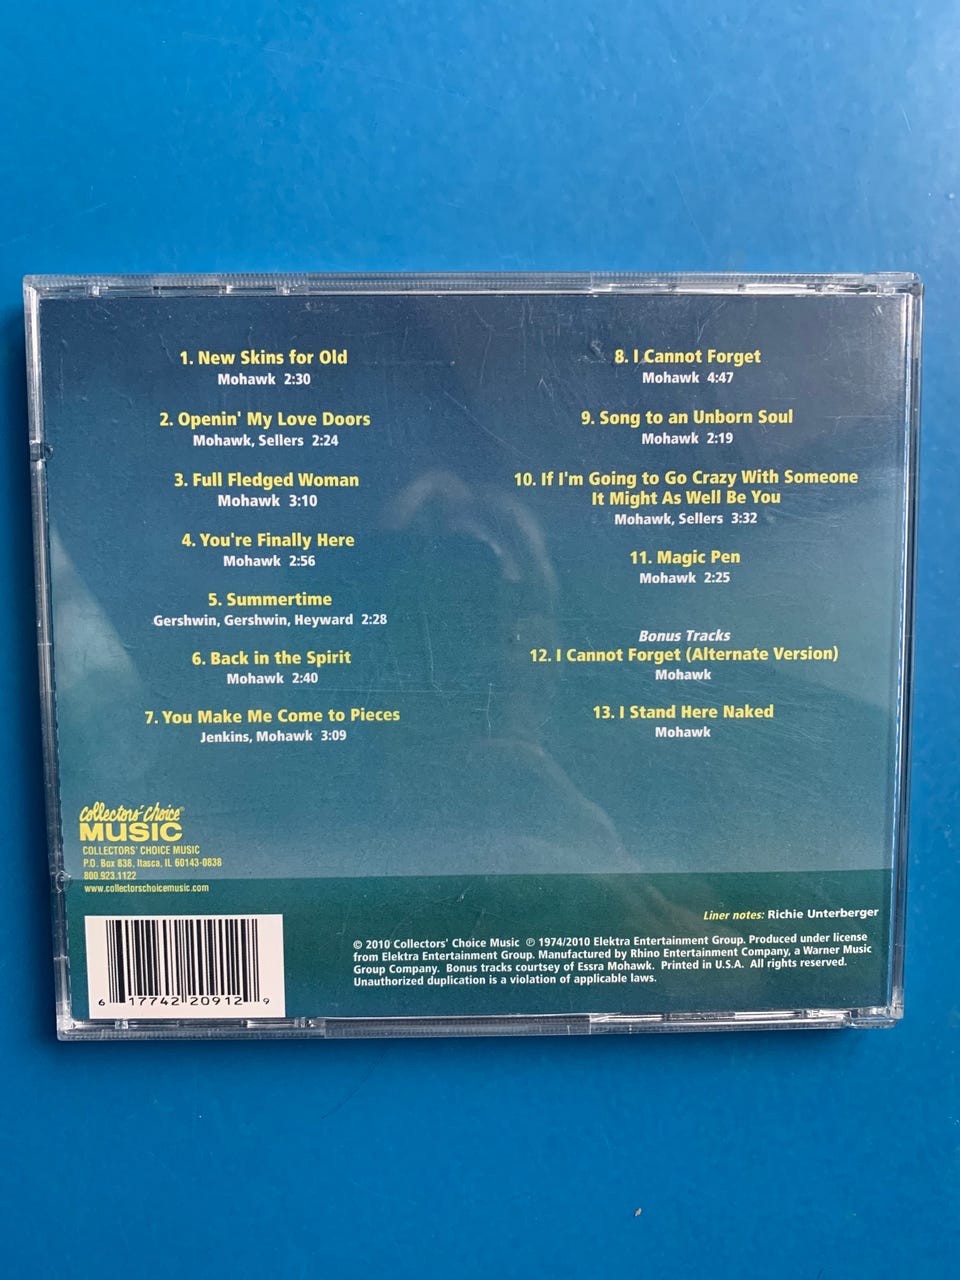 1. New Skins for Old
Mohawk 2:30
2. Openin' My Love Doors
Mohawk, Sellers 2:24
3. Full Fledged Woman
Mohawk 3:10
4. You're Finally Here
Mohawk 2:56
5. Summertime
Gershwin, Gershwin, Heyward 2:28
6. Back in the Spirit
Mohawk 2:40
7. You Make Me Come to Pieces
Jenkins, Mohawk 3:09
8. I Cannot Forget
Mohawk 4:47
9. Song to an Unborn Soul
Mohawk 2:19
10. If I'm Going to Go Crazy With Someone
It Might As Well Be You
Mohawk, Sellers 3:32
11. Magic Pen
Mohawk 2:25
Bonus Tracks
12. I Cannot Forget (Alternate Version)
Mohawk
13. I Stand Here Naked
Mohawk
collectors' choice®
MUSIC
COLLECTORS' CHOICE MUSIC
P.O. Box 838, Itasca, IL 60143-0838
800.923.1122
www.collectorschoicemusic.com
6 17742 20912 9
Liner notes: Richie Unterberger
© 2010 Collectors' Choice Music ℗ 1974/2010 Elektra Entertainment Group. Produced under license
from Elektra Entertainment Group. Manufactured by Rhino Entertainment Company, a Warner Music
Group Company. Bonus tracks courtsey of Essra Mohawk. Printed in U.S.A. All rights reserved.
Unauthorized duplication is a violation of applicable laws.